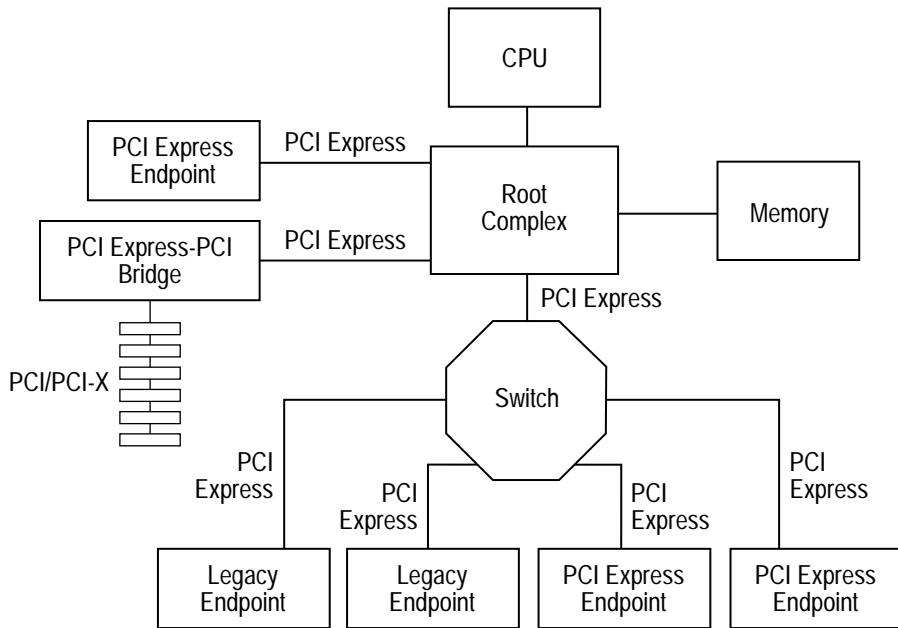 CPU
PCI Express
Endpoint
PCI Express
Root
Complex
Memory
PCI Express-PCI
Bridge
PCI Express
PCI Express
PCI/PCI-X
Switch
PCI
Express
PCI
Express
PCI
Express
PCI
Express
Legacy
Endpoint
Legacy
Endpoint
PCI Express
Endpoint
PCI Express
Endpoint